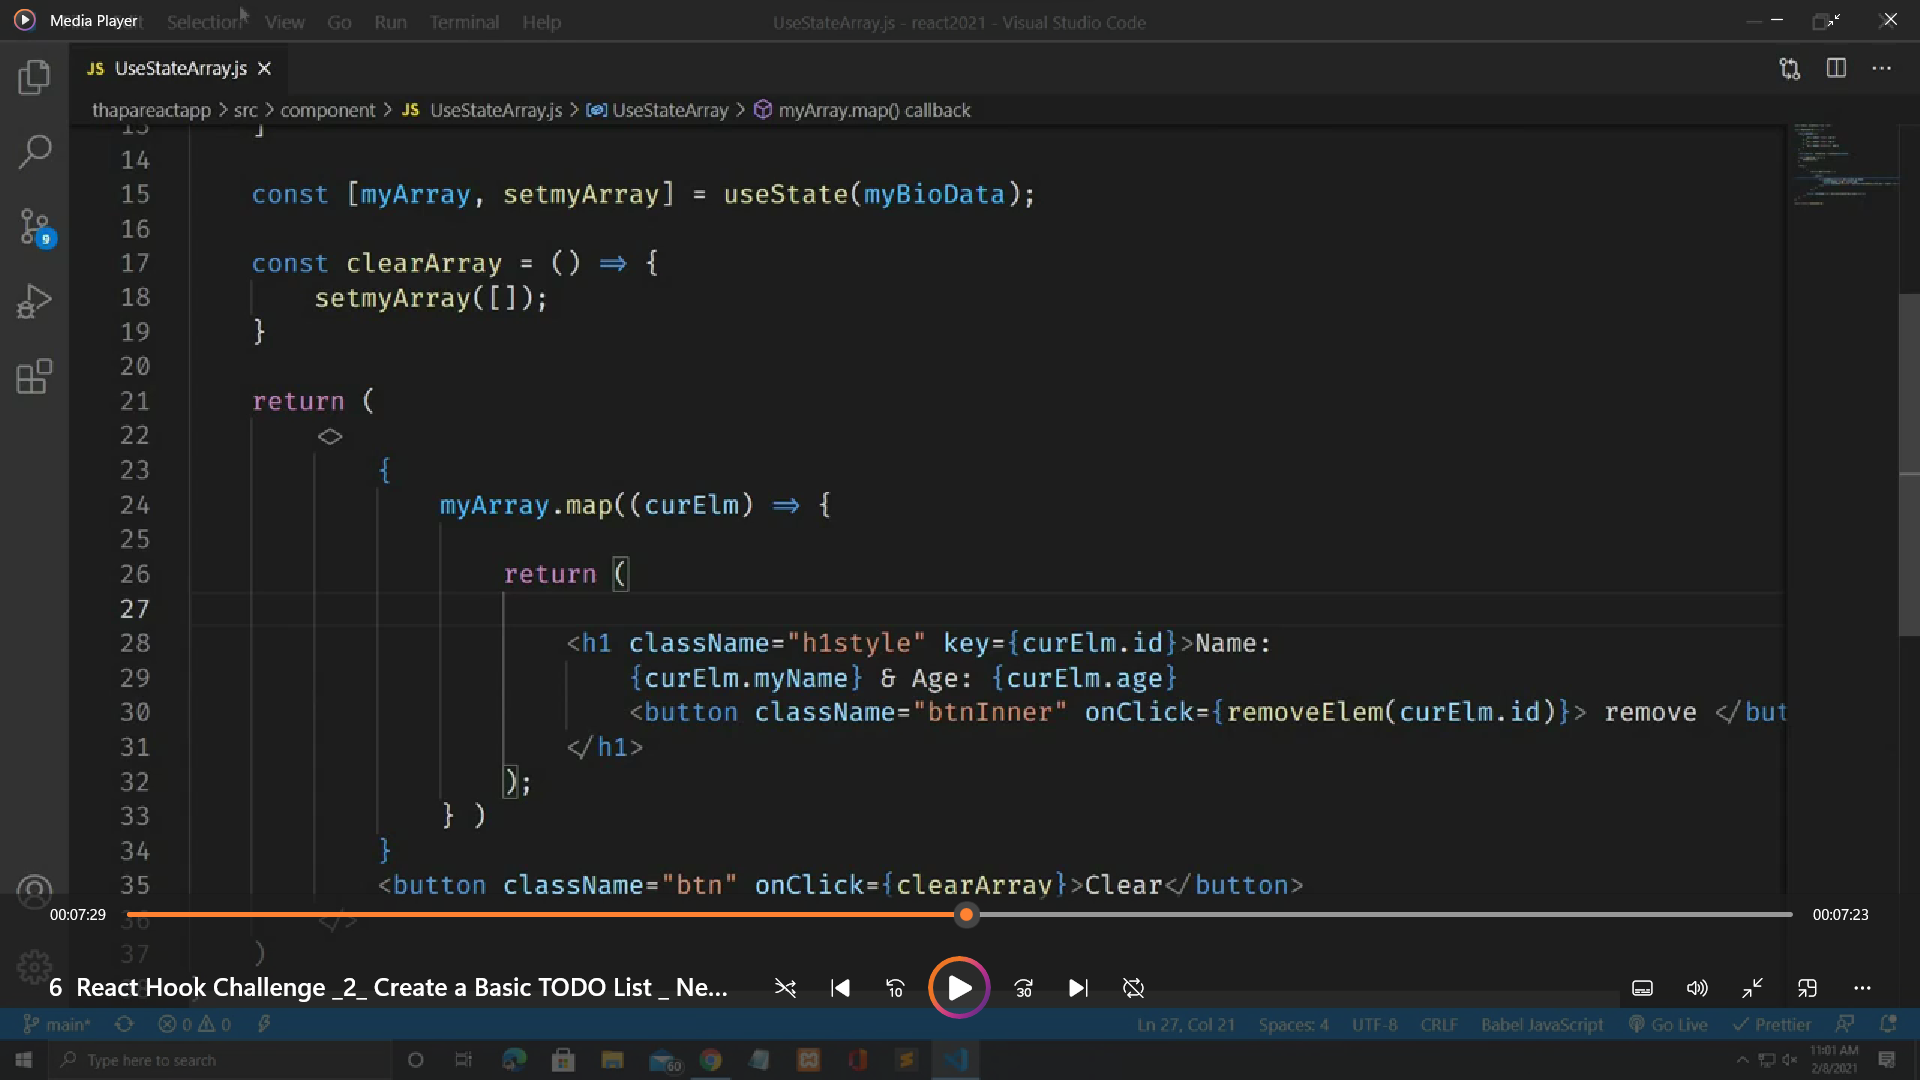 Media Player
Selection View Go Run Terminal Help
UseStateArray.js - react2021 - Visual Studio Code
JS UseStateArray.js
thapareactapp > src > component > JS UseStateArray.js > UseStateArray > myArray.map() callback
13 ]
14
15 const [myArray, setmyArray] = useState(myBioData);
16
17 const clearArray = () => {
18 setmyArray([]);
19 }
20
21 return (
22 <>
23 {
24 myArray.map((curElm) => {
25
26 return (
27
28 <h1 className="h1style" key={curElm.id}>Name:
29 {curElm.myName} & Age: {curElm.age}
30 <button className="btnInner" onClick={removeElem(curElm.id)}> remove </but
31 </h1>
32 );
33 } )
34 }
35 <button className="btn" onClick={clearArray}>Clear</button>
36 </>
37 )
9
00:07:29
00:07:23
6 React Hook Challenge _2_ Create a Basic TODO List _ Ne...
10
30
main* 0 0
Ln 27, Col 21 Spaces: 4 UTF-8 CRLF Babel JavaScript Go Live Prettier
Type here to search
60
11:01 AM
2/8/2021